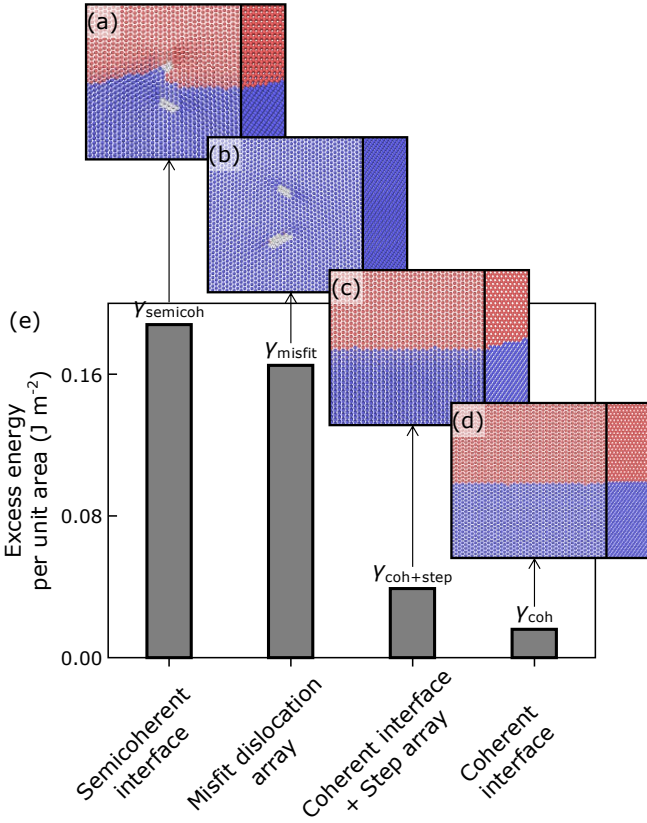 (a)
(b)
(c)
(d)
(e)
γsemicoh
γmisfit
γcoh+step
γcoh
Excess energy
per unit area (J m⁻²)
0.16
0.08
0.00
Semicoherent
interface
Misfit dislocation
array
Coherent interface
+ Step array
Coherent
interface